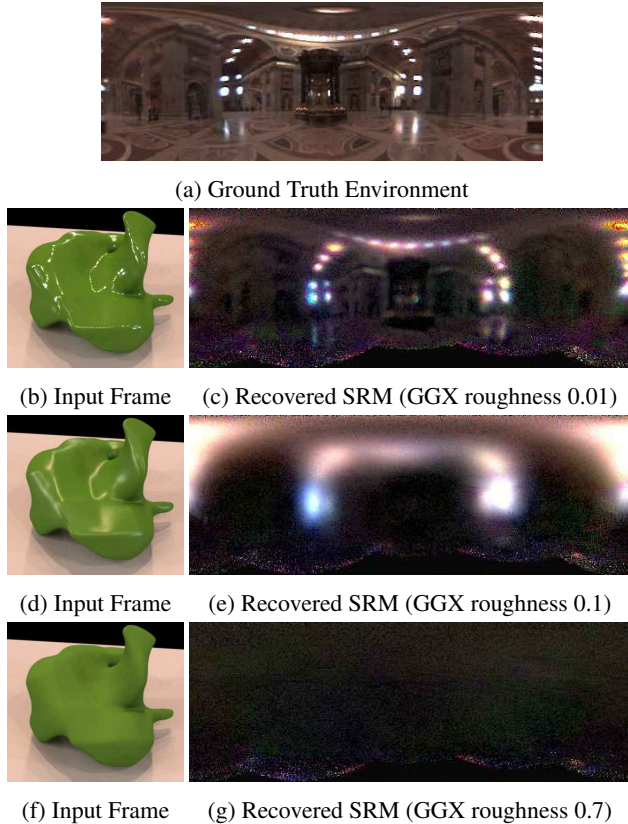 (a) Ground Truth Environment
(b) Input Frame (c) Recovered SRM (GGX roughness 0.01)
(d) Input Frame (e) Recovered SRM (GGX roughness 0.1)
(f) Input Frame (g) Recovered SRM (GGX roughness 0.7)